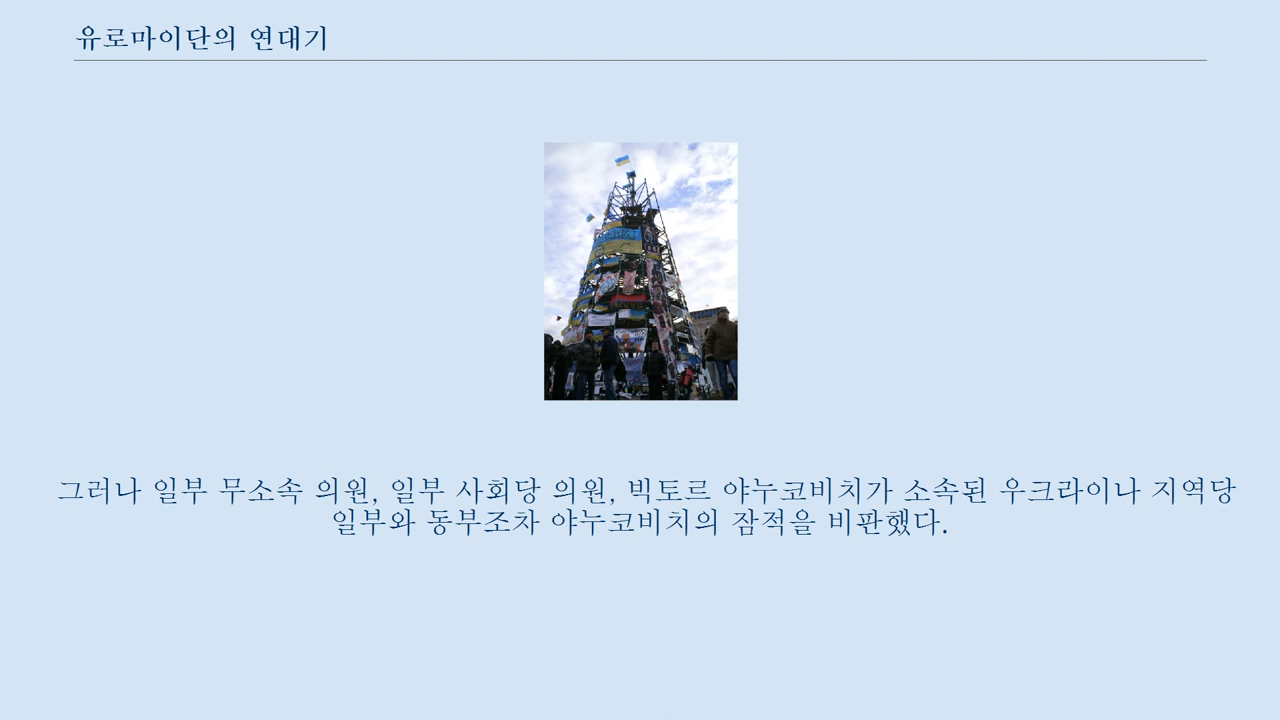 유로마이단의 연대기
그러나 일부 무소속 의원, 일부 사회당 의원, 빅토르 야누코비치가 소속된 우크라이나 지역당
일부와 동부조차 야누코비치의 잠적을 비판했다.